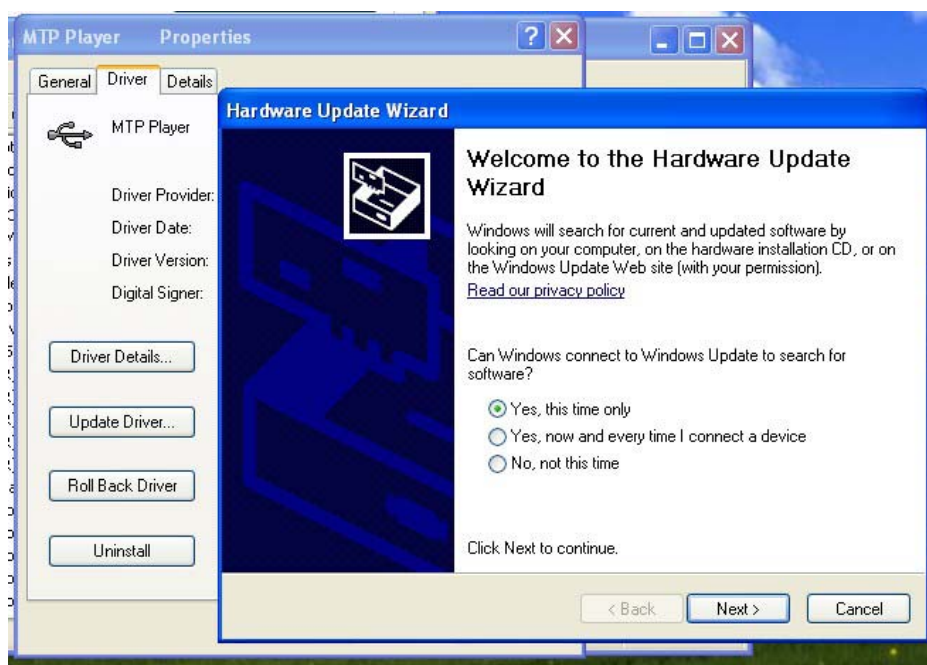 MTP Player Properties
General Driver Details
MTP Player
Driver Provider:
Driver Date:
Driver Version:
Digital Signer:
Driver Details...
Update Driver...
Roll Back Driver
Uninstall
Hardware Update Wizard
Welcome to the Hardware Update
Wizard
Windows will search for current and updated software by
looking on your computer, on the hardware installation CD, or on
the Windows Update Web site (with your permission).
Read our privacy policy
Can Windows connect to Windows Update to search for
software?
Yes, this time only
Yes, now and every time I connect a device
No, not this time
Click Next to continue.
< Back Next > Cancel